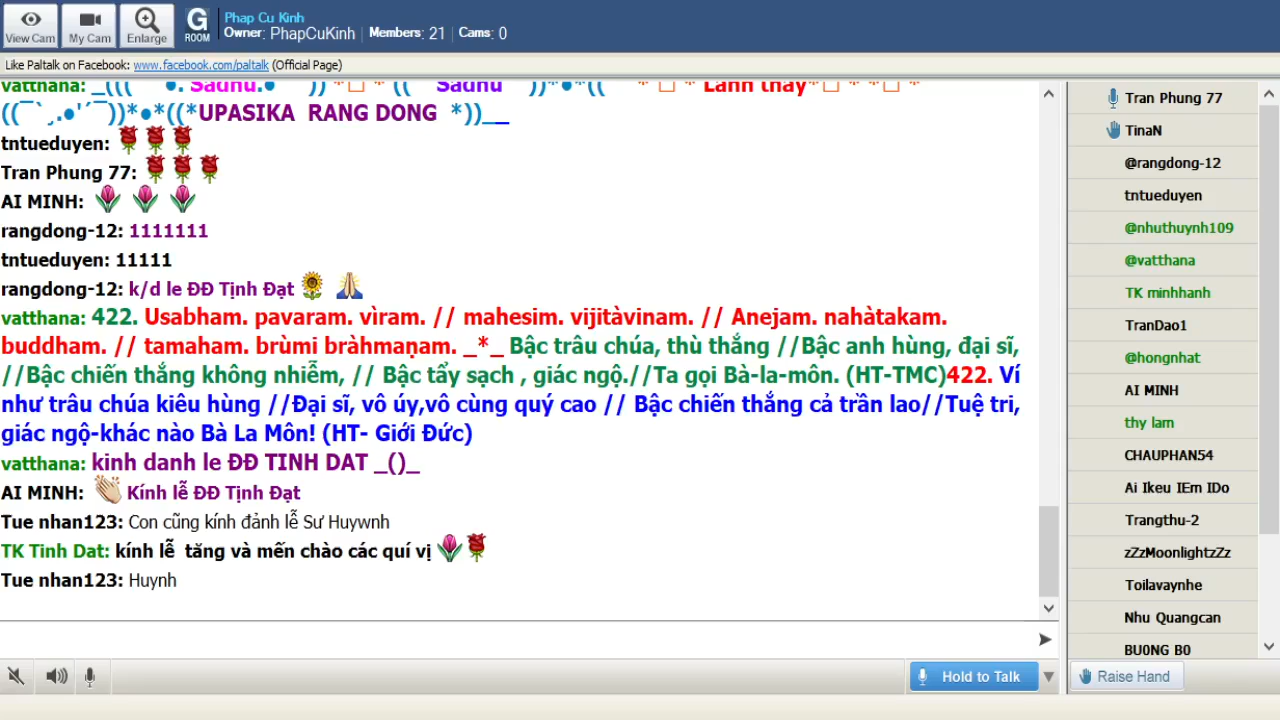 View Cam
My Cam
Enlarge
G
ROOM
Phap Cu Kinh
Owner: PhapCuKinh | Members: 21 | Cams: 0
Like Paltalk on Facebook: www.facebook.com/paltalk (Official Page)
vatthana: _(((¯`●. Sadhu.●´¯)) *□ * ((¯ Sadhu ¯))*●*((¯ * □ * Lanh thay*□ *□ *
((¯`¸.●'´¯))*●*((*UPASIKA RANG DONG *))__
tntueduyen:
Tran Phung 77:
AI MINH:
rangdong-12: 1111111
tntueduyen: 11111
rangdong-12: k/d le ĐĐ Tịnh Đạt
vatthana: 422. Usabham. pavaram. vìram. // mahesim. vijitàvinam. // Anejam. nahàtakam.
buddham. // tamaham. brùmi bràhmaṇam. _*_ Bậc trâu chúa, thù thắng //Bậc anh hùng, đại sĩ,
//Bậc chiến thắng không nhiễm, // Bậc tẩy sạch , giác ngộ.//Ta gọi Bà-la-môn. (HT-TMC)422. Ví
như trâu chúa kiêu hùng //Đại sĩ, vô úy,vô cùng quý cao // Bậc chiến thắng cả trần lao//Tuệ tri,
giác ngộ-khác nào Bà La Môn! (HT- Giới Đức)
vatthana: kinh danh le ĐĐ TINH DAT _()_
AI MINH: Kính lễ ĐĐ Tịnh Đạt
Tue nhan123: Con cũng kính đảnh lễ Sư Huywnh
TK Tinh Dat: kính lễ tăng và mến chào các quí vị
Tue nhan123: Huynh
Hold to Talk
Tran Phung 77
TinaN
@rangdong-12
tntueduyen
@nhuthuynh109
@vatthana
TK minhhanh
TranDao1
@hongnhat
AI MINH
thy lam
CHAUPHAN54
Ai Ikeu IEm IDo
Trangthu-2
zZzMoonlightzZz
Toilavaynhe
Nhu Quangcan
BU0NG B0
Raise Hand